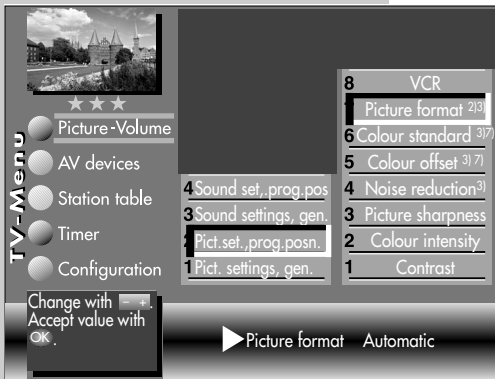 TV-Menu
Picture-Volume
AV devices
Station table
Timer
Configuration
4 Sound set,.prog.pos
3 Sound settings, gen.
2 Pict.set.,prog.posn.
1 Pict. settings, gen.
8 VCR
7 Picture format 2)3)
6 Colour standard 3)7)
5 Colour offset 3) 7)
4 Noise reduction3)
3 Picture sharpness
2 Colour intensity
1 Contrast
Change with - +.
Accept value with
OK .
Picture format Automatic